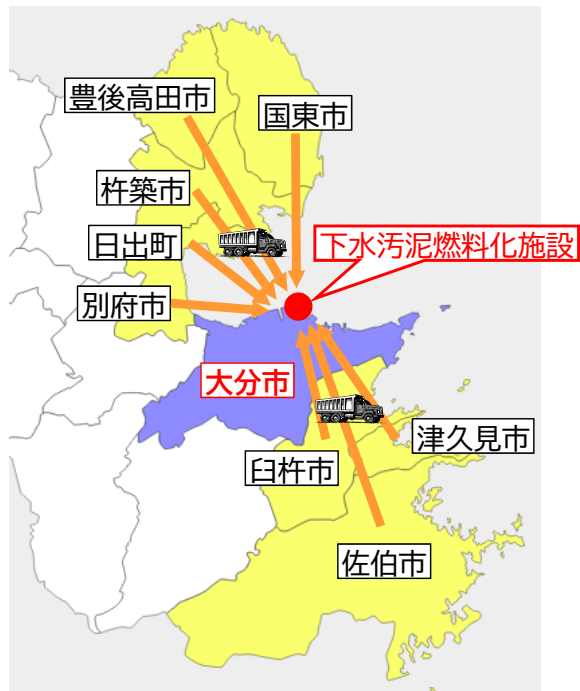 豊後高田市
国東市
杵築市
日出町
下水汚泥燃料化施設
別府市
大分市
津久見市
臼杵市
佐伯市